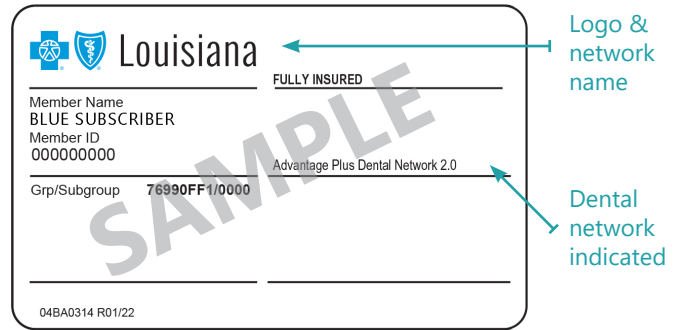 Louisiana
FULLY INSURED
Member Name
BLUE SUBSCRIBER
Member ID
000000000
Advantage Plus Dental Network 2.0
Grp/Subgroup 76990FF1/0000
SAMPLE
04BA0314 R01/22
Logo &
network
name
Dental
network
indicated